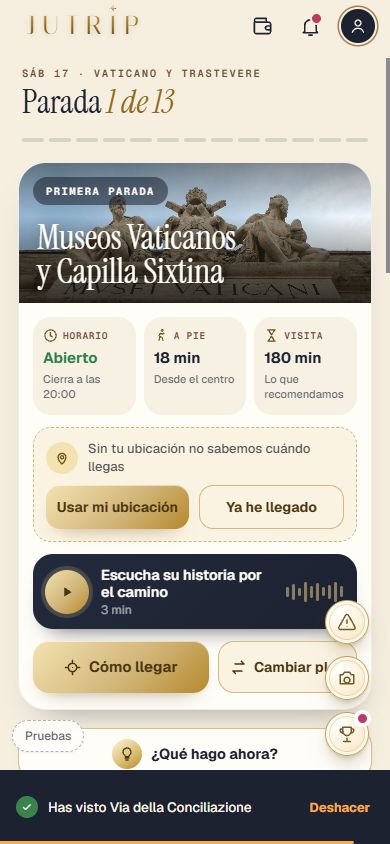 JUTRIP
SÁB 17 · VATICANO Y TRASTEVERE
Parada 1 de 13
PRIMERA PARADA
Museos Vaticanos
y Capilla Sixtina
MUSEI VATICANI
HORARIO
Abierto
Cierra a las
20:00
A PIE
18 min
Desde el centro
VISITA
180 min
Lo que
recomendamos
Sin tu ubicación no sabemos cuándo
llegas
Usar mi ubicación
Ya he llegado
Escucha su historia por
el camino
3 min
Cómo llegar
Cambiar pl
Pruebas
¿Qué hago ahora?
Has visto Via della Conciliazione
Deshacer